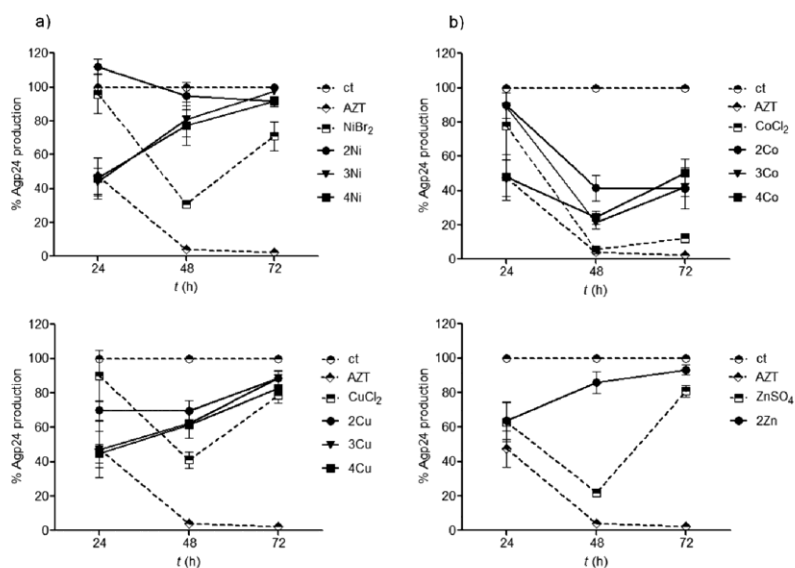 a)
% Agp24 production
120
100
80
60
40
20
0
24 48 72
t (h)
ct
AZT
NiBr₂
2Ni
3Ni
4Ni
b)
% Agp24 production
120
100
80
60
40
20
0
24 48 72
t (h)
ct
AZT
CoCl₂
2Co
3Co
4Co
% Agp24 production
120
100
80
60
40
20
0
24 48 72
t (h)
ct
AZT
CuCl₂
2Cu
3Cu
4Cu
% Agp24 production
120
100
80
60
40
20
0
24 48 72
t (h)
ct
AZT
ZnSO₄
2Zn